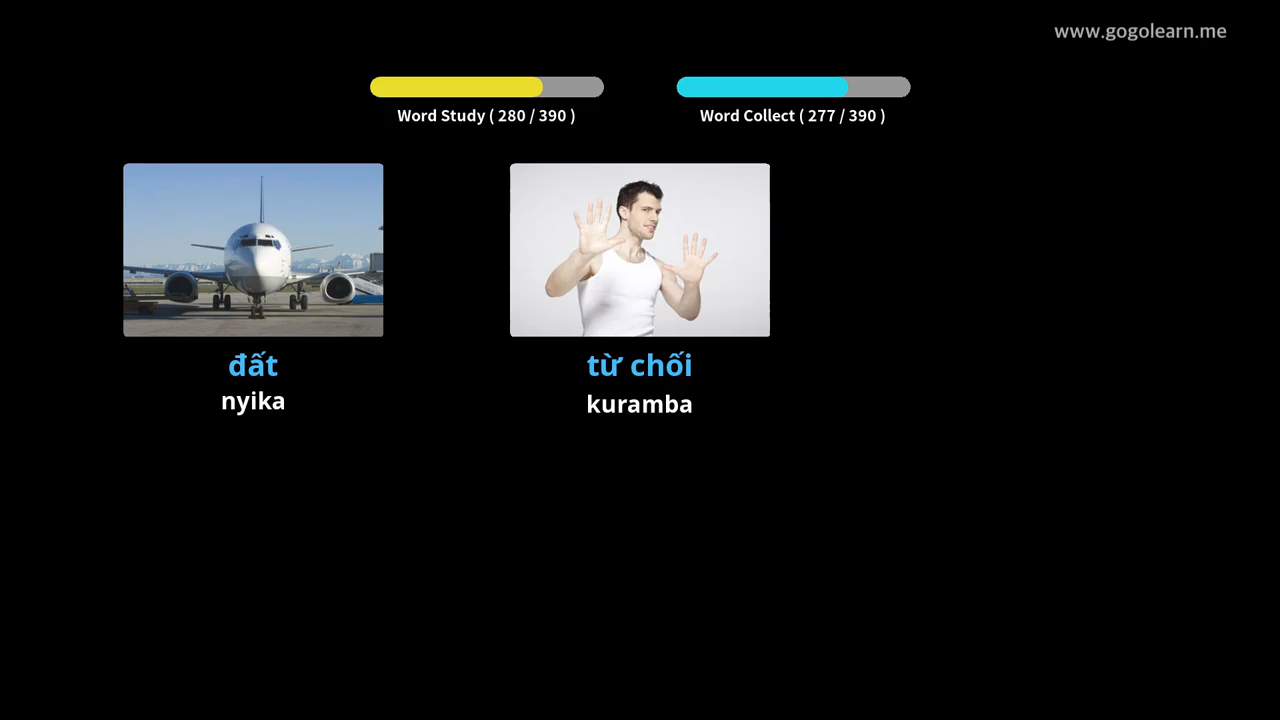 www.gogolearn.me
Word Study ( 280 / 390 )
Word Collect ( 277 / 390 )
đất
nyika
từ chối
kuramba